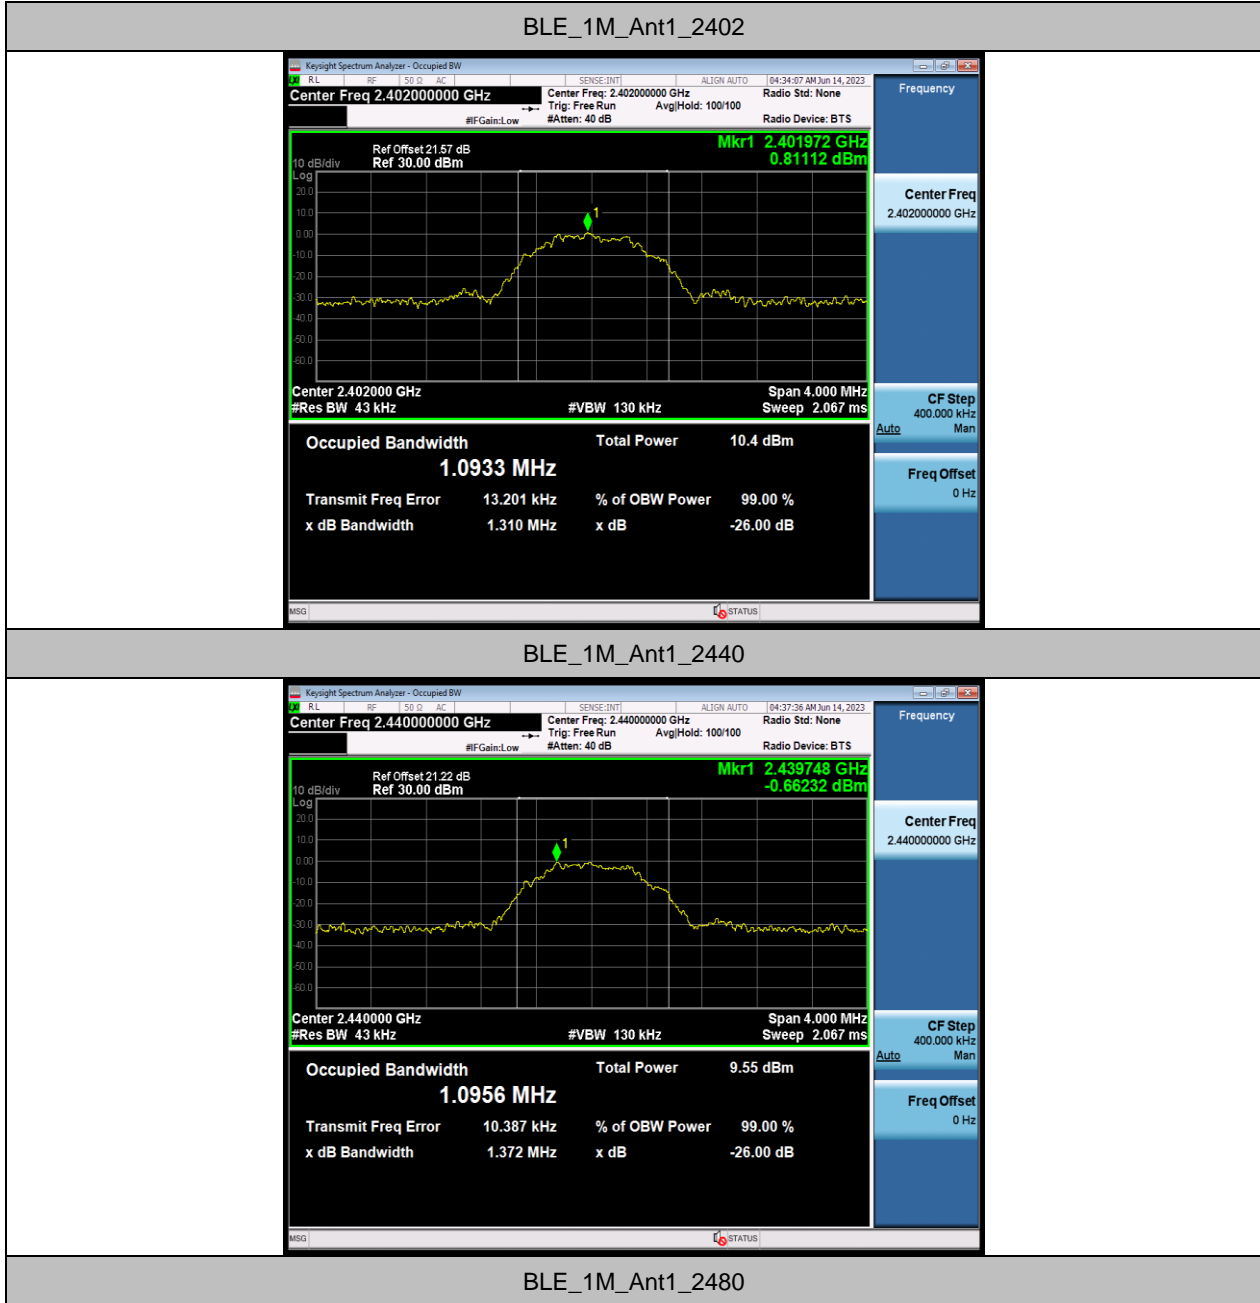 BLE_1M_Ant1_2402
Keysight Spectrum Analyzer - Occupied BW
RL RF 50 Ω AC SENSE:INT ALIGN AUTO 04:34:07 AM Jun 14, 2023
Center Freq 2.402000000 GHz
Center Freq: 2.402000000 GHz Radio Std: None
Trig: Free Run Avg|Hold: 100/100
#IFGain:Low #Atten: 40 dB Radio Device: BTS
Frequency
Mkr1 2.401972 GHz
0.81112 dBm
Ref Offset 21.57 dB
10 dB/div Ref 30.00 dBm
Log
20.0
10.0
0.00
-10.0
-20.0
-30.0
-40.0
-50.0
-60.0
1
Center 2.402000 GHz Span 4.000 MHz
#Res BW 43 kHz #VBW 130 kHz Sweep 2.067 ms
Center Freq
2.402000000 GHz
CF Step
400.000 kHz
Auto Man
Freq Offset
0 Hz
Occupied Bandwidth Total Power 10.4 dBm
1.0933 MHz
Transmit Freq Error 13.201 kHz % of OBW Power 99.00 %
x dB Bandwidth 1.310 MHz x dB -26.00 dB
MSG STATUS
BLE_1M_Ant1_2440
Keysight Spectrum Analyzer - Occupied BW
RL RF 50 Ω AC SENSE:INT ALIGN AUTO 04:37:36 AM Jun 14, 2023
Center Freq 2.440000000 GHz
Center Freq: 2.440000000 GHz Radio Std: None
Trig: Free Run Avg|Hold: 100/100
#IFGain:Low #Atten: 40 dB Radio Device: BTS
Frequency
Mkr1 2.439748 GHz
-0.66232 dBm
Ref Offset 21.22 dB
10 dB/div Ref 30.00 dBm
Log
20.0
10.0
0.00
-10.0
-20.0
-30.0
-40.0
-50.0
-60.0
1
Center 2.440000 GHz Span 4.000 MHz
#Res BW 43 kHz #VBW 130 kHz Sweep 2.067 ms
Center Freq
2.440000000 GHz
CF Step
400.000 kHz
Auto Man
Freq Offset
0 Hz
Occupied Bandwidth Total Power 9.55 dBm
1.0956 MHz
Transmit Freq Error 10.387 kHz % of OBW Power 99.00 %
x dB Bandwidth 1.372 MHz x dB -26.00 dB
MSG STATUS
BLE_1M_Ant1_2480